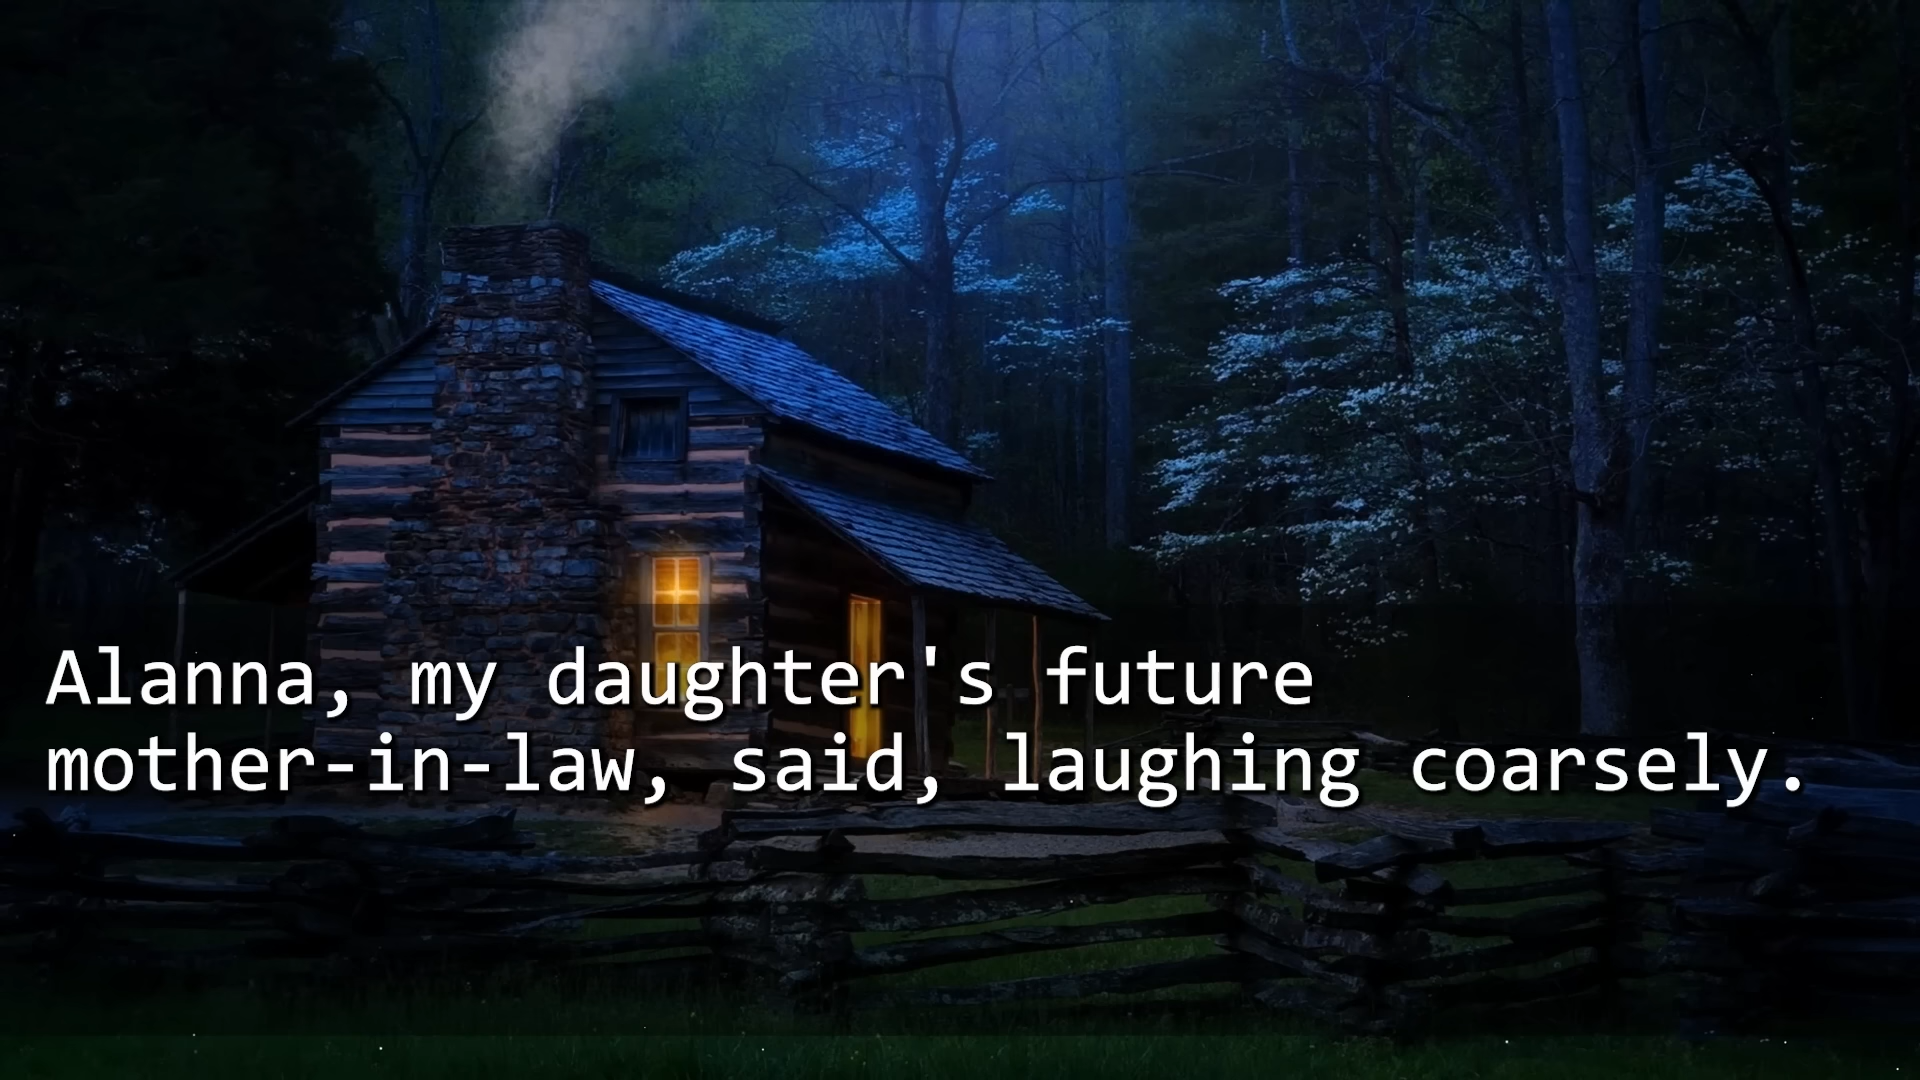 Alanna, my daughter's future
mother-in-law, said, laughing coarsely.